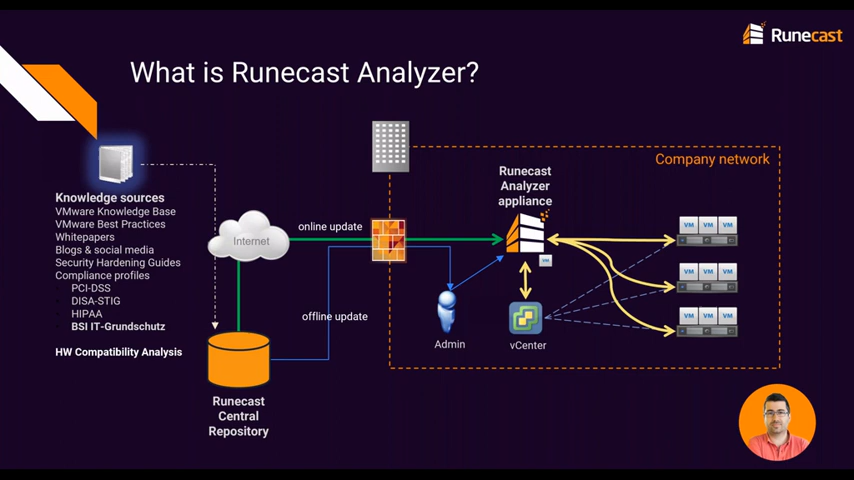 Runecast
What is Runecast Analyzer?
Company network
Runecast
Analyzer
appliance
Knowledge sources
VMware Knowledge Base
VMware Best Practices
Whitepapers
Blogs & social media
Security Hardening Guides
Compliance profiles
PCI-DSS
DISA-STIG
HIPAA
BSI IT-Grundschutz
HW Compatibility Analysis
Internet
online update
offline update
Admin
vCenter
VM
VM VM VM
VM VM VM
VM VM VM
Runecast
Central
Repository